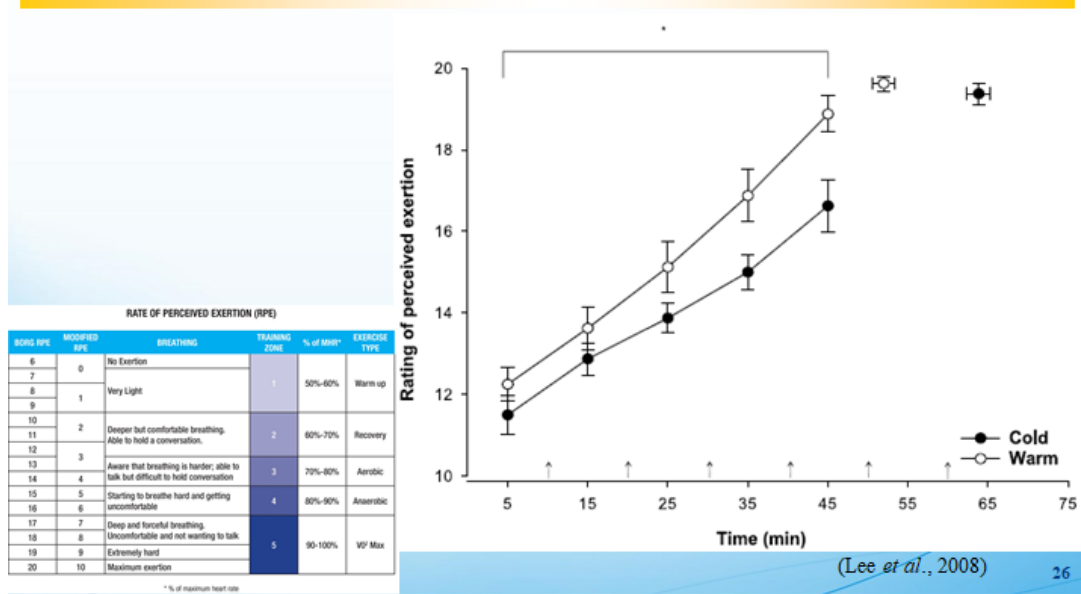 *
20
18
16
14
12
10
Rating of perceived exertion
Cold
Warm
5 15 25 35 45 55 65 75
Time (min)
RATE OF PERCEIVED EXERTION (RPE)
BORG RPE MODIFIED RPE BREATHING TRAINING ZONE % of MHR* EXERCISE TYPE
6 0 No Exertion 1 50%-60% Warm up
7 Very Light
8 1
9
10 2 Deeper but comfortable breathing. Able to hold a conversation. 2 60%-70% Recovery
11
12 3
13 Aware that breathing is harder; able to talk but difficult to hold conversation 3 70%-80% Aerobic
14 4
15 5 Starting to breathe hard and getting uncomfortable 4 80%-90% Anaerobic
16 6
17 7 Deep and forceful breathing. Uncomfortable and not wanting to talk 5 90-100% V0² Max
18 8
19 9 Extremely hard
20 10 Maximum exertion
* % of maximum heart rate
(Lee et al., 2008)
26